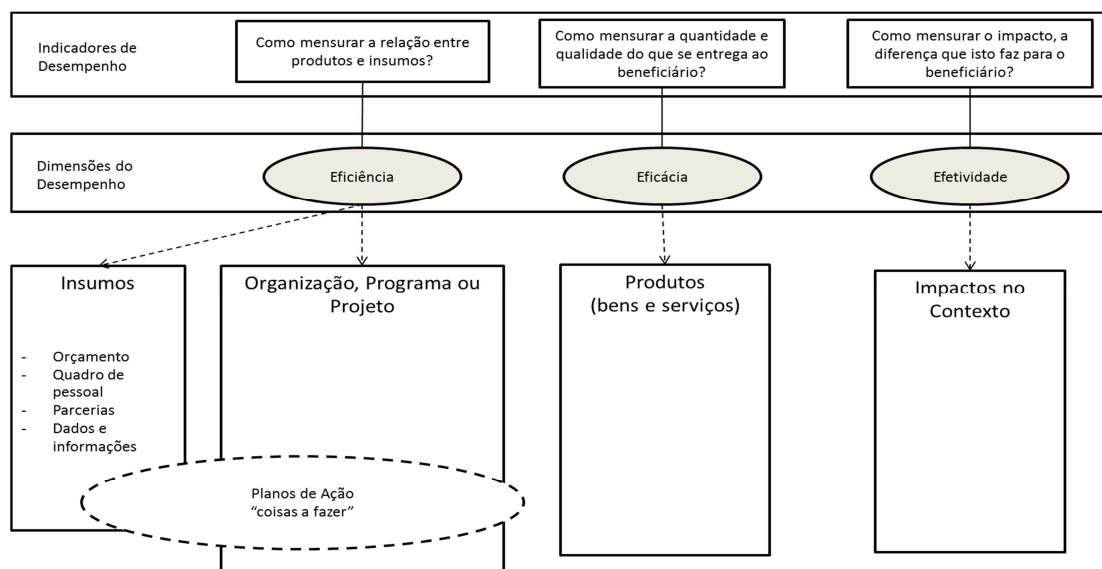 Indicadores de
Desempenho
Como mensurar a relação entre
produtos e insumos?
Como mensurar a quantidade e
qualidade do que se entrega ao
beneficiário?
Como mensurar o impacto, a
diferença que isto faz para o
beneficiário?
Dimensões do
Desempenho
Eficiência
Eficácia
Efetividade
Insumos
- Orçamento
- Quadro de
pessoal
- Parcerias
- Dados e
informações
Organização, Programa ou
Projeto
Produtos
(bens e serviços)
Impactos no
Contexto
Planos de Ação
“coisas a fazer”